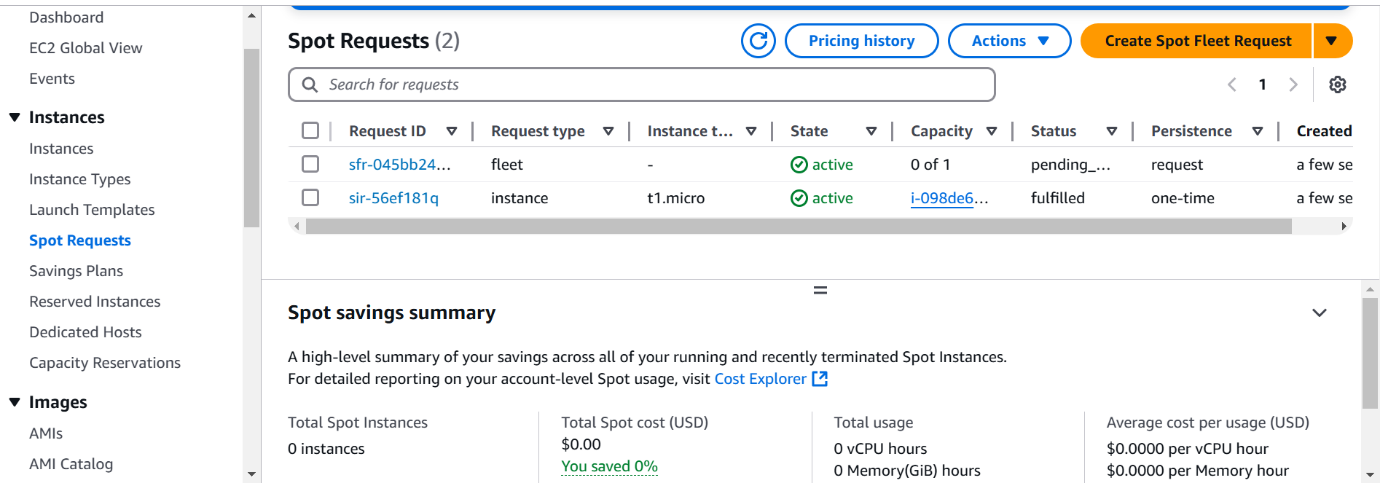 Dashboard
EC2 Global View
Events
Instances
Instances
Instance Types
Launch Templates
Spot Requests
Savings Plans
Reserved Instances
Dedicated Hosts
Capacity Reservations
Images
AMIs
AMI Catalog
Spot Requests (2)
Pricing history
Actions
Create Spot Fleet Request
Search for requests
1
Request ID Request type Instance t... State Capacity Status Persistence Created
sfr-045bb24... fleet - active 0 of 1 pending_... request a few se
sir-56ef181q instance t1.micro active i-098de6... fulfilled one-time a few se
Spot savings summary
A high-level summary of your savings across all of your running and recently terminated Spot Instances.
For detailed reporting on your account-level Spot usage, visit Cost Explorer
Total Spot Instances
0 instances
Total Spot cost (USD)
$0.00
You saved 0%
Total usage
0 vCPU hours
0 Memory(GiB) hours
Average cost per usage (USD)
$0.0000 per vCPU hour
$0.0000 per Memory hour